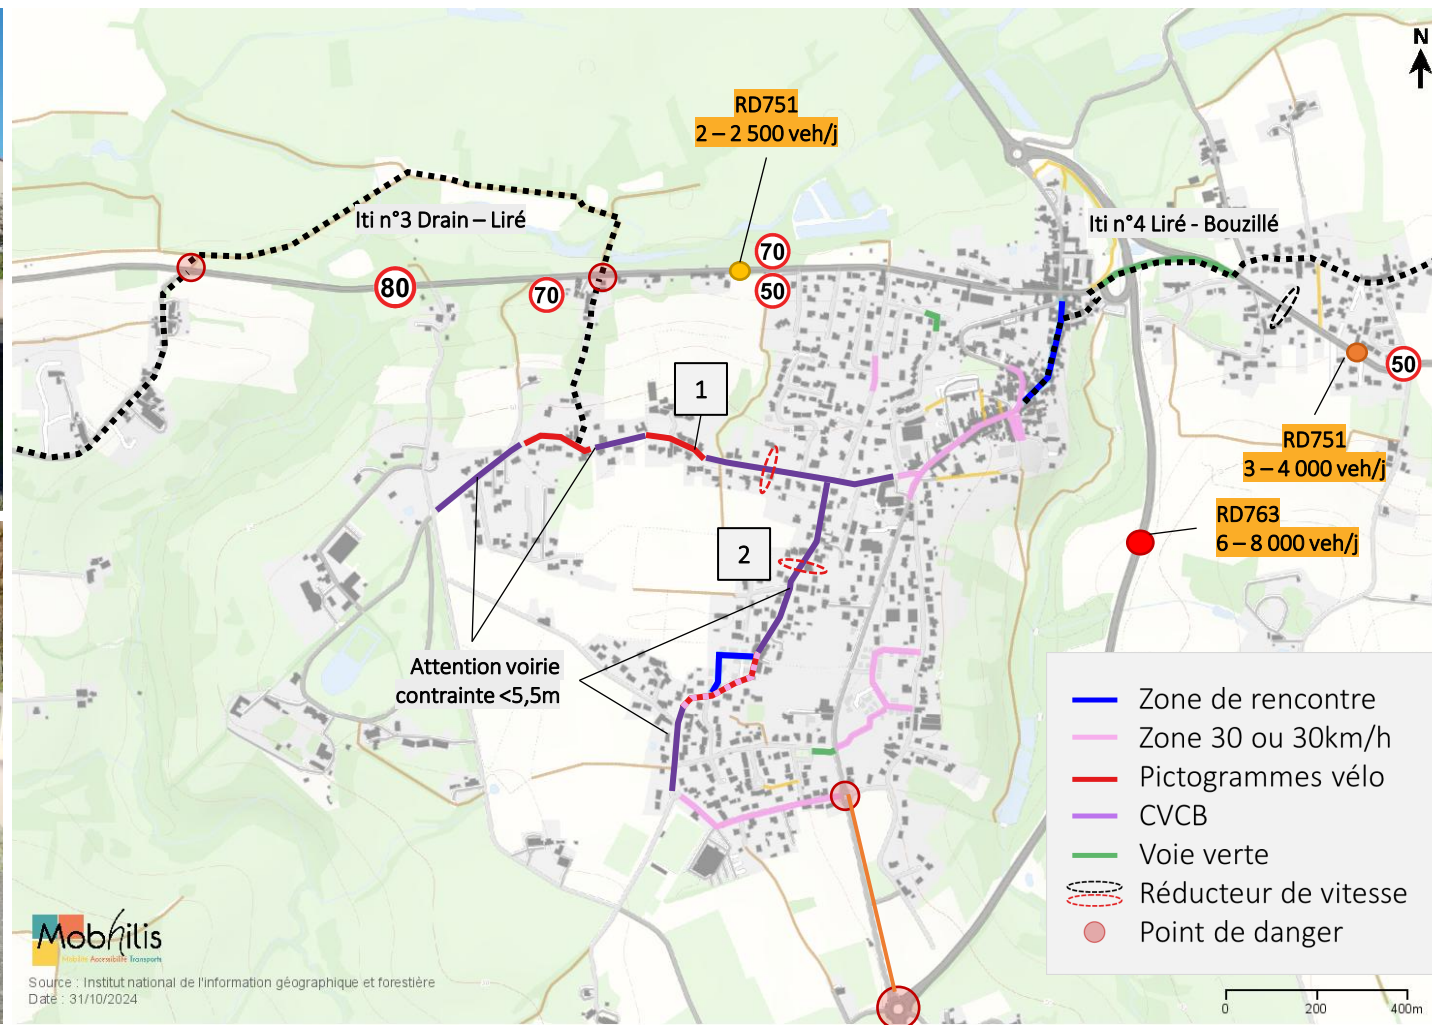 N
RD751
2 – 2 500 veh/j
Iti n°3 Drain – Liré
Iti n°4 Liré - Bouzillé
70
80
70
50
50
1
RD751
3 – 4 000 veh/j
RD763
6 – 8 000 veh/j
2
Attention voirie
contrainte <5,5m
Zone de rencontre
Zone 30 ou 30km/h
Pictogrammes vélo
CVCB
Voie verte
Réducteur de vitesse
Point de danger
Mobhilis
Mobilité Accessibilité Transports
Source : Institut national de l'information géographique et forestière
Date : 31/10/2024
0 200 400m